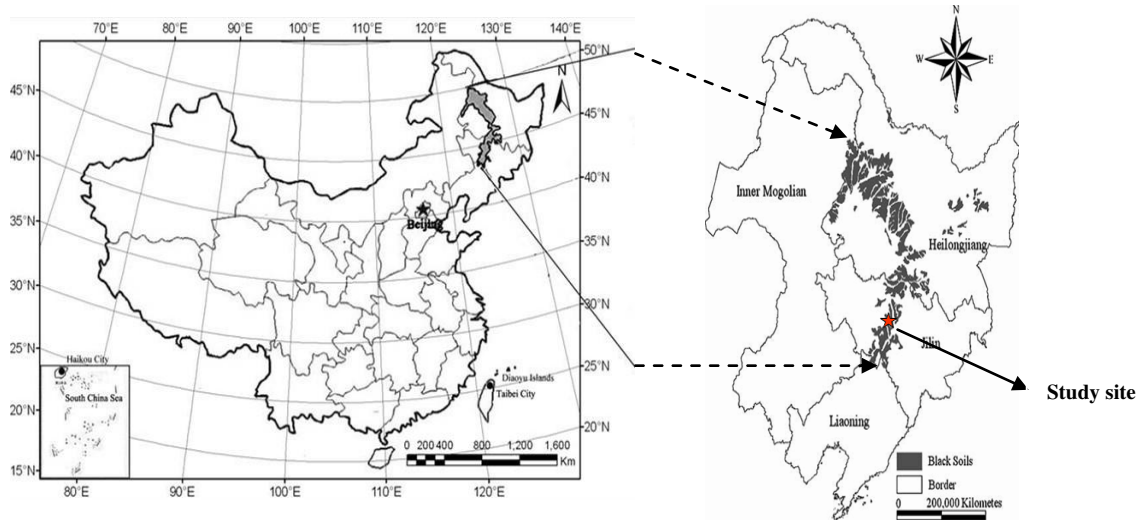 70°E 80°E 90°E 100°E 110°E 120°E 130°E 140°E
50°N
45°N
40°N
35°N
30°N
25°N
20°N
15°N
45°N
40°N
35°N
30°N
25°N
20°N
80°E 90°E 100°E 110°E 120°E
N
Beijing
Haikou City
South China Sea
Diaoyu Islands
Taibei City
0 200 400 800 1,200 1,600
Km
N
W E
S
Inner Mogolian
Heilongjiang
Jilin
Liaoning
Study site
Black Soils
Border
0 200,000 Kilometes